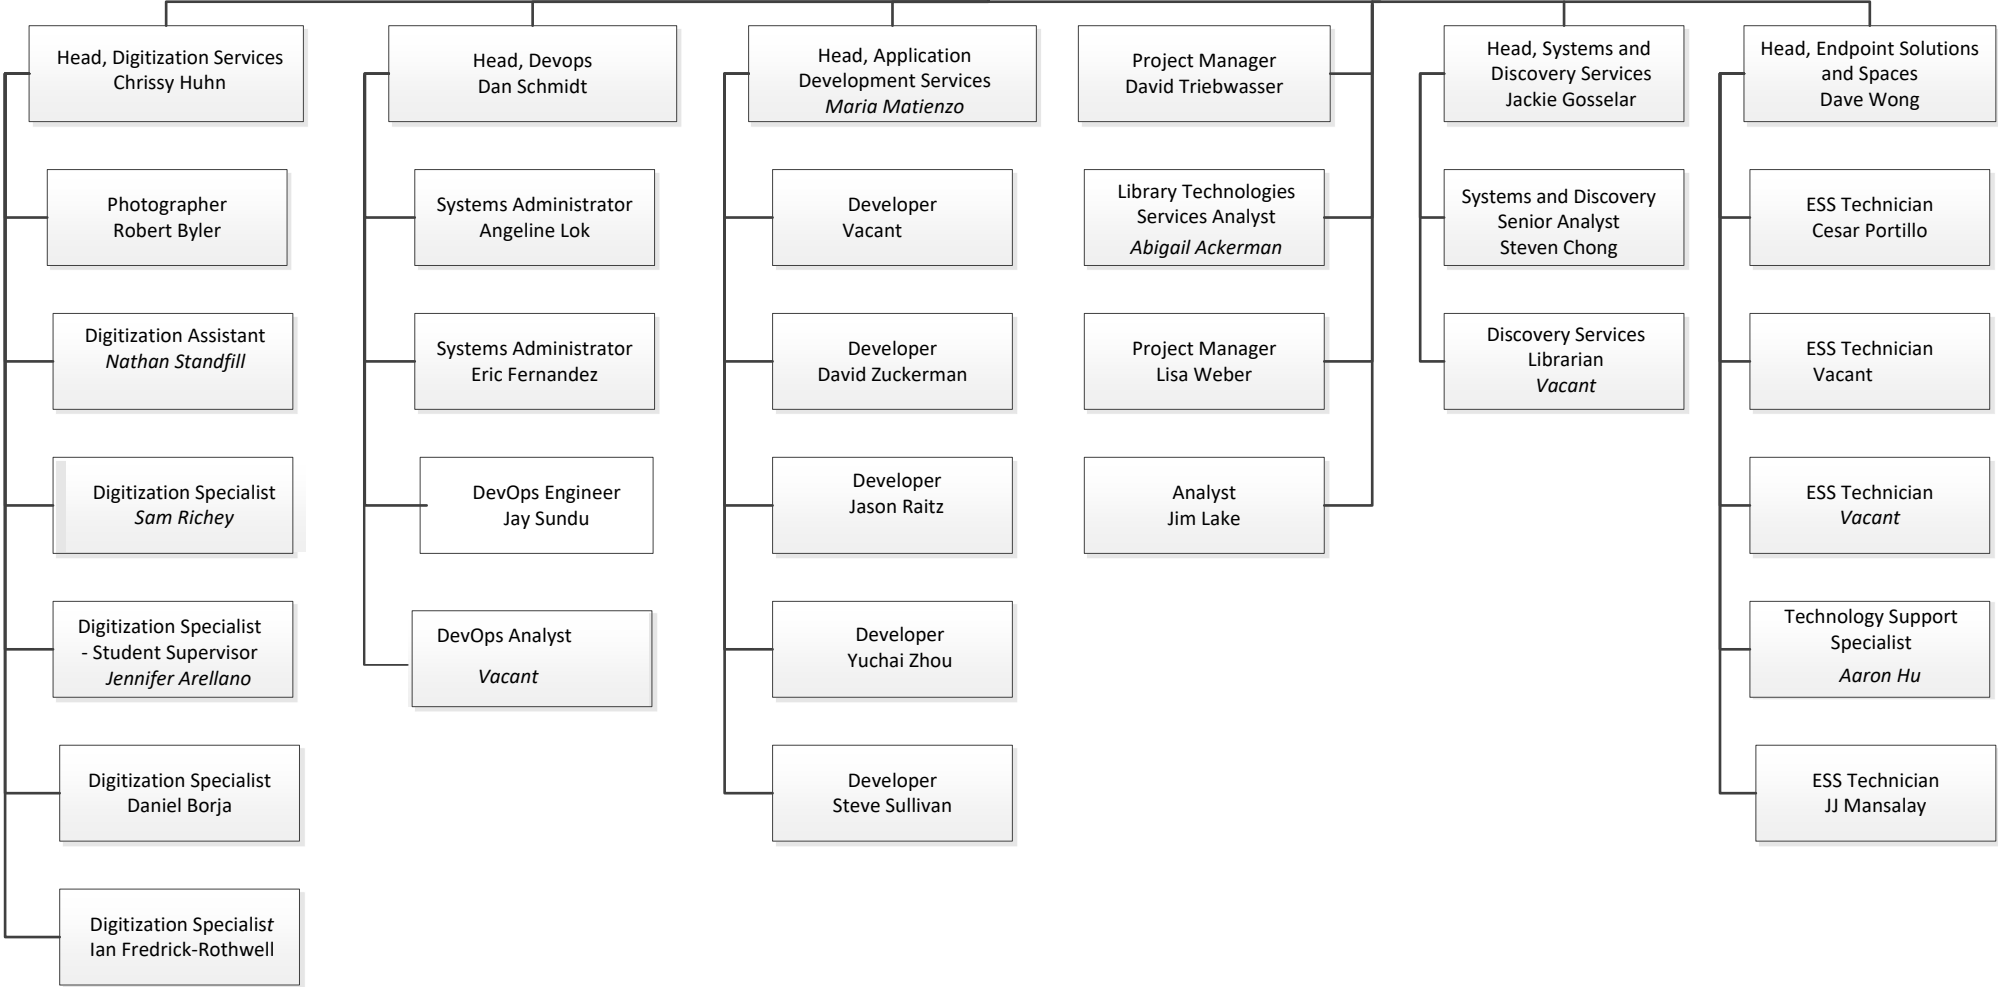 Head, Digitization Services
Chrissy Huhn
Photographer
Robert Byler
Digitization Assistant
Nathan Standfill
Digitization Specialist
Sam Richey
Digitization Specialist
- Student Supervisor
Jennifer Arellano
Digitization Specialist
Daniel Borja
Digitization Specialist
Ian Fredrick-Rothwell
Head, Devops
Dan Schmidt
Systems Administrator
Angeline Lok
Systems Administrator
Eric Fernandez
DevOps Engineer
Jay Sundu
DevOps Analyst
Vacant
Head, Application
Development Services
Maria Matienzo
Developer
Vacant
Developer
David Zuckerman
Developer
Jason Raitz
Developer
Yuchai Zhou
Developer
Steve Sullivan
Project Manager
David Triebwasser
Library Technologies
Services Analyst
Abigail Ackerman
Project Manager
Lisa Weber
Analyst
Jim Lake
Head, Systems and
Discovery Services
Jackie Gosselar
Systems and Discovery
Senior Analyst
Steven Chong
Discovery Services
Librarian
Vacant
Head, Endpoint Solutions
and Spaces
Dave Wong
ESS Technician
Cesar Portillo
ESS Technician
Vacant
ESS Technician
Vacant
Technology Support
Specialist
Aaron Hu
ESS Technician
JJ Mansalay